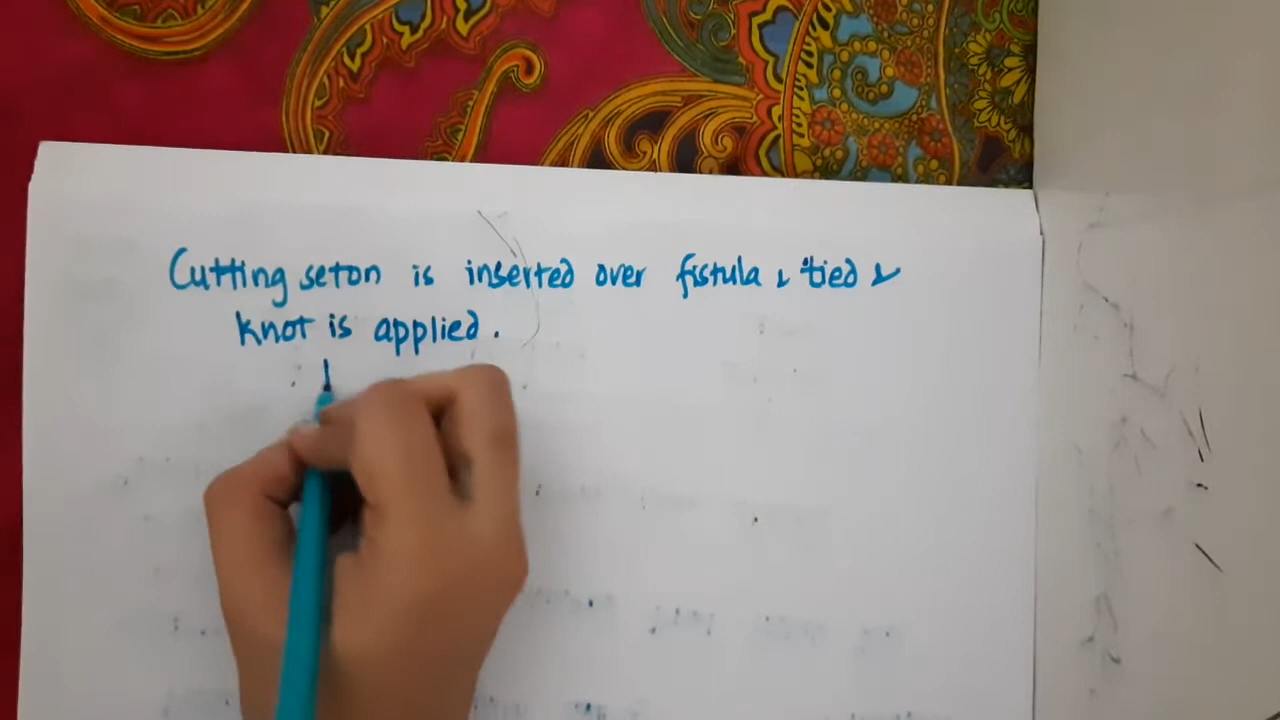 Cutting seton is inserted over fistula & tied &
knot is applied.